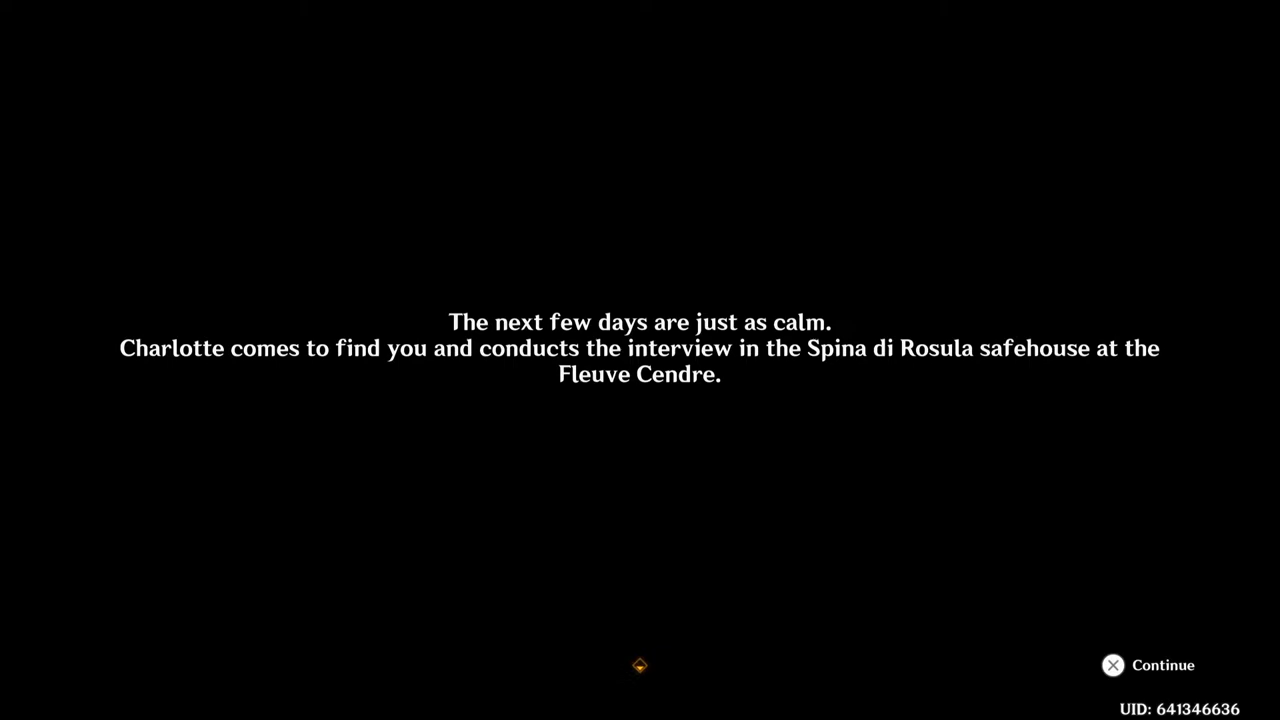 The next few days are just as calm.
Charlotte comes to find you and conducts the interview in the Spina di Rosula safehouse at the
Fleuve Cendre.
Continue
UID: 641346636